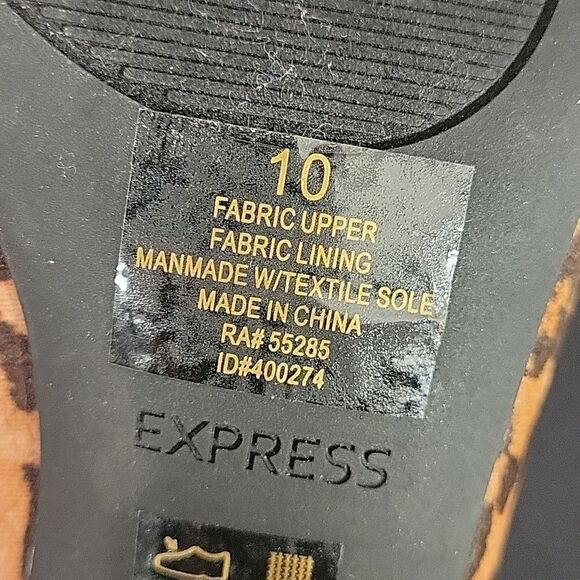 10
FABRIC UPPER
FABRIC LINING
MANMADE W/TEXTILE SOLE
MADE IN CHINA
RA# 55285
ID#400274
EXPRESS